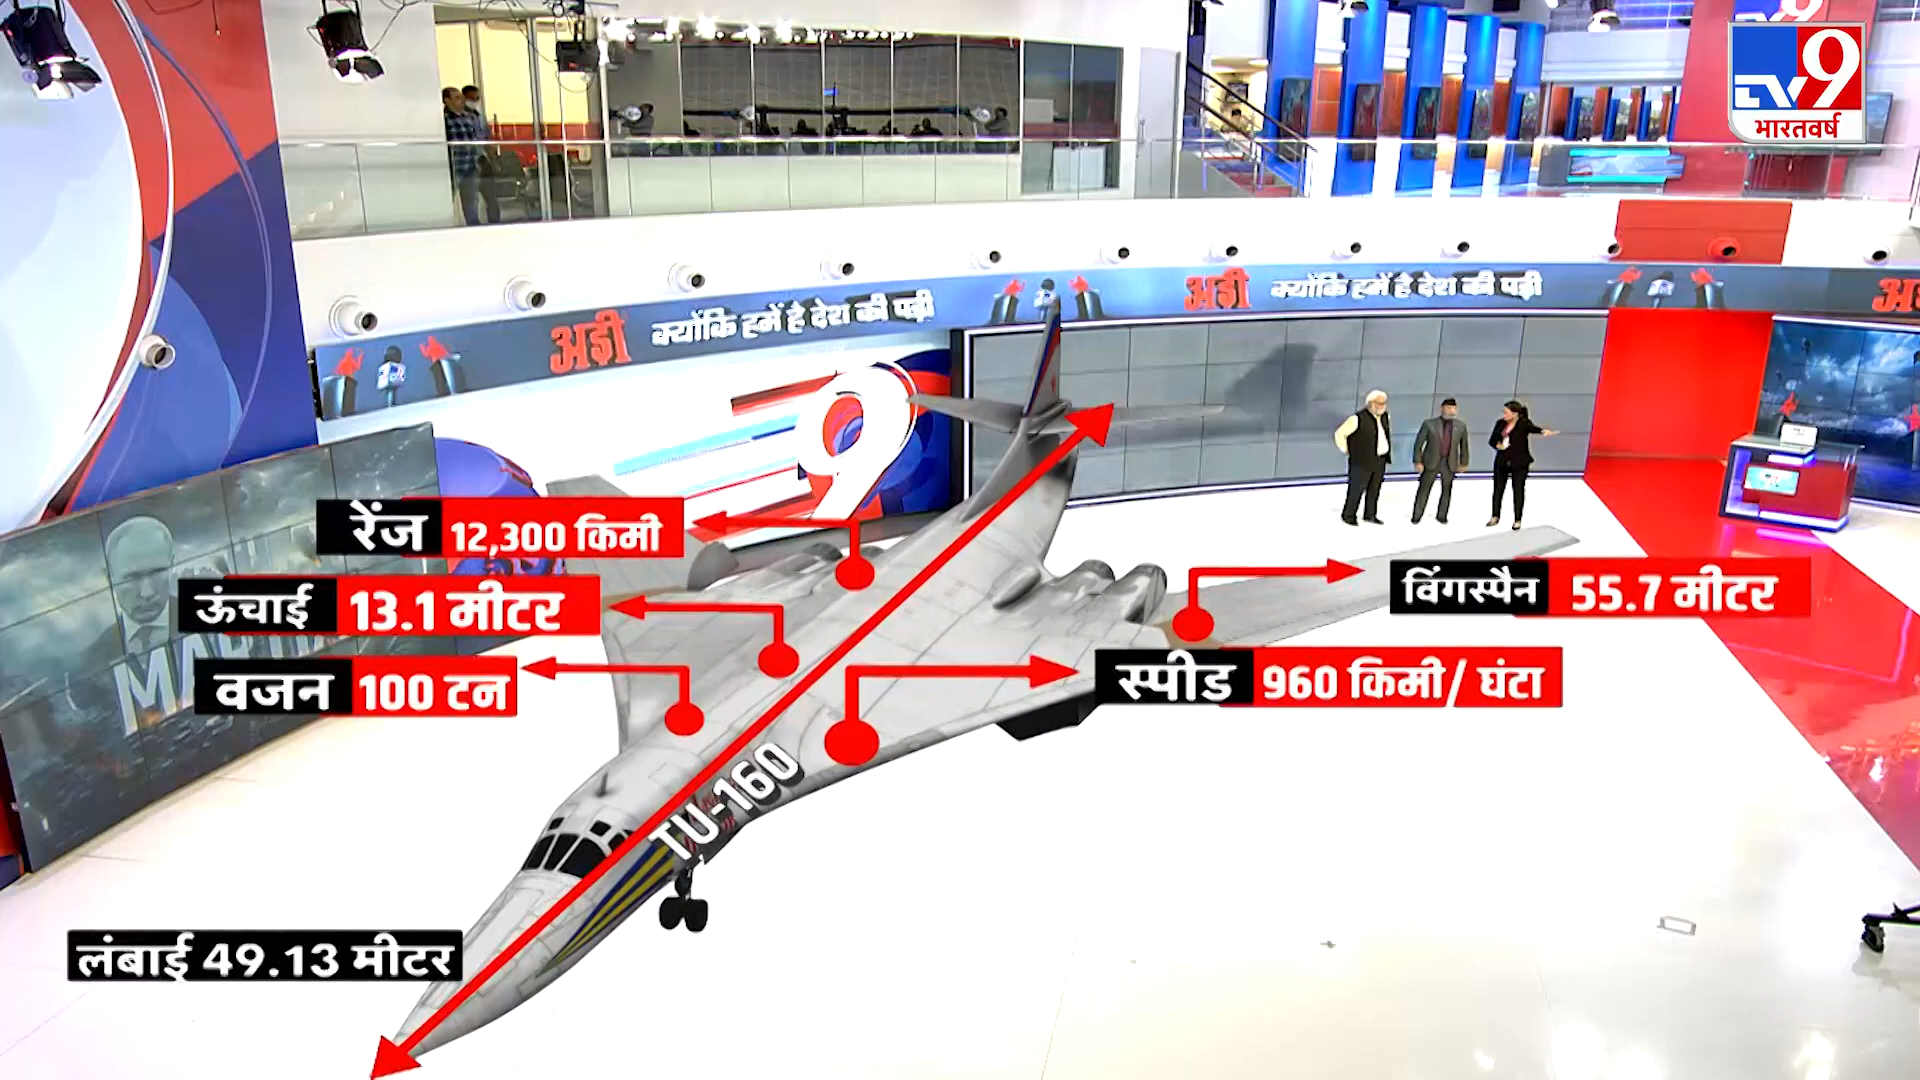 TV9
भारतवर्ष
अड़ी क्योंकि हमें है देश की पड़ी
अड़ी क्योंकि हमें है देश की पड़ी
9
रेंज 12,300 किमी
ऊंचाई 13.1 मीटर
वजन 100 टन
विंगस्पैन 55.7 मीटर
स्पीड 960 किमी/ घंटा
TU-160
लंबाई 49.13 मीटर